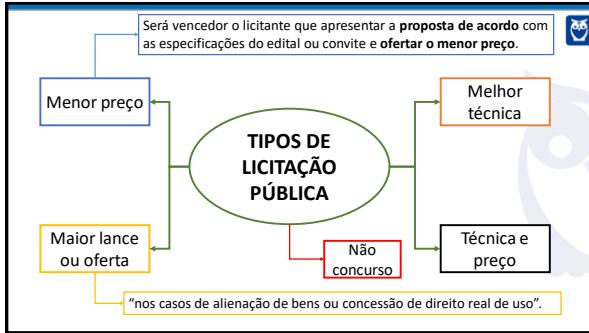 Será vencedor o licitante que apresentar a proposta de acordo com
as especificações do edital ou convite e ofertar o menor preço.
Menor preço
Melhor
técnica
TIPOS DE
LICITAÇÃO
PÚBLICA
Maior lance
ou oferta
Não
concurso
Técnica e
preço
“nos casos de alienação de bens ou concessão de direito real de uso”.